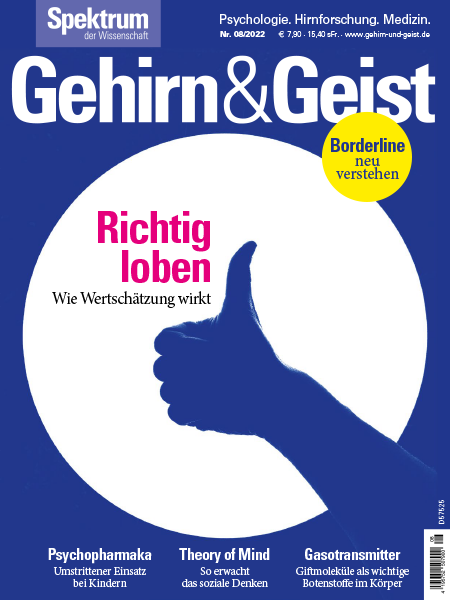 Spektrum
der Wissenschaft
Psychologie. Hirnforschung. Medizin.
Nr. 08/2022 € 7,90 · 15,40 sFr. · www.gehirn-und-geist.de
Gehirn&Geist
Borderline
neu
verstehen
Richtig
loben
Wie Wertschätzung wirkt
D57525
08
Psychopharmaka
Umstrittener Einsatz
bei Kindern
Theory of Mind
So erwacht
das soziale Denken
Gasotransmitter
Giftmoleküle als wichtige
Botenstoffe im Körper